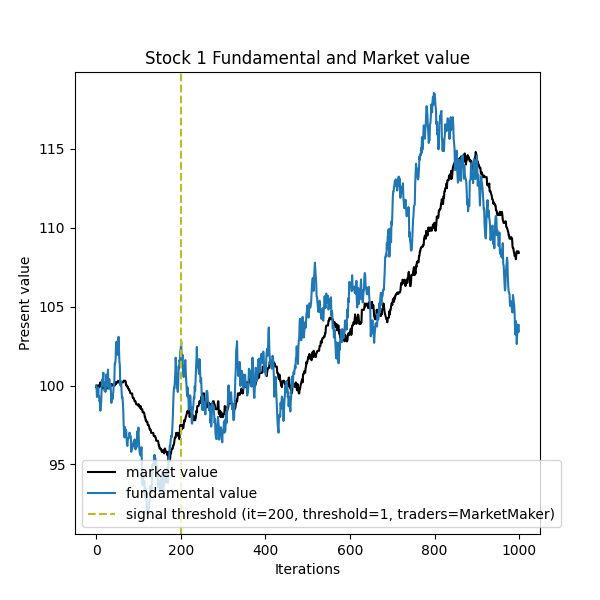 Stock 1 Fundamental and Market value
Present value
115
110
105
100
95
market value
fundamental value
signal threshold (it=200, threshold=1, traders=MarketMaker)
0 200 400 600 800 1000
Iterations